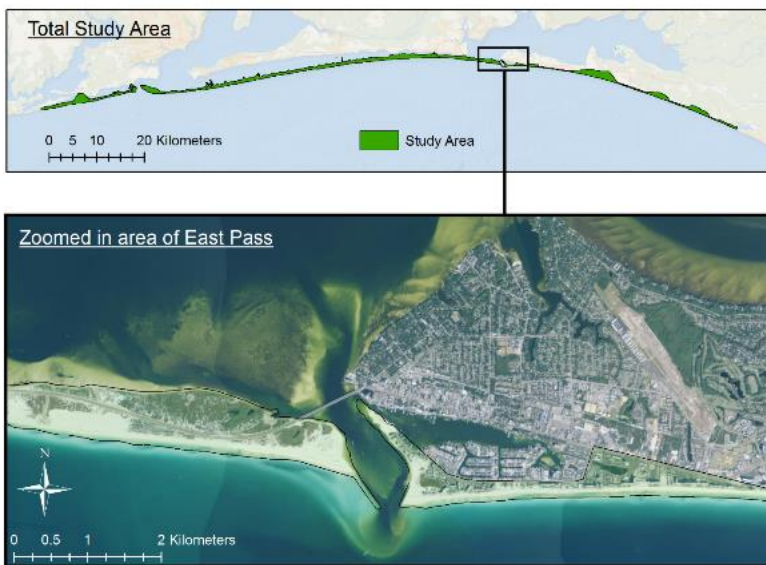 Total Study Area
0 5 10 20 Kilometers
Study Area
Zoomed in area of East Pass
N
0 0.5 1 2 Kilometers